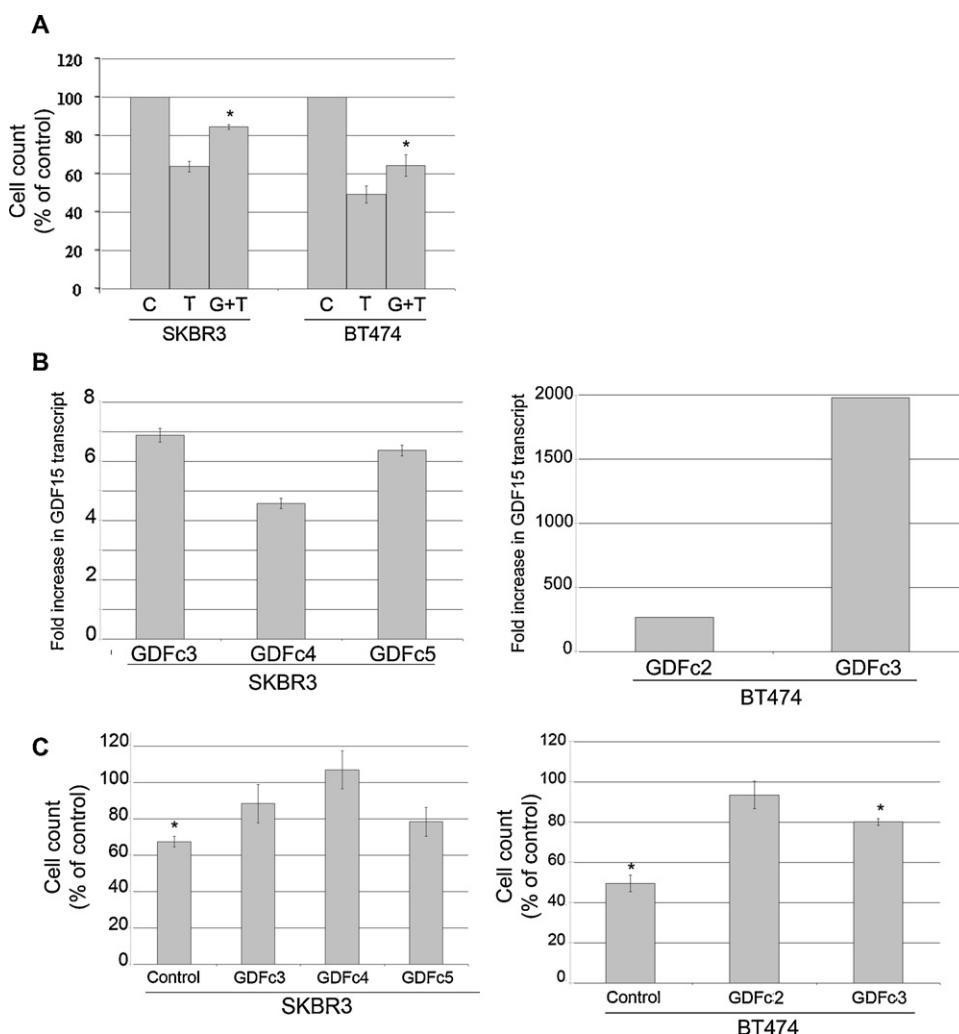 A
120
100
80
60
40
20
0
Cell count
(% of control)
*
*
C T G+T C T G+T
SKBR3 BT474
B
8
6
4
2
0
Fold increase in GDF15 transcript
GDFc3 GDFc4 GDFc5
SKBR3
2000
1500
1000
500
0
Fold increase in GDF15 transcript
GDFc2 GDFc3
BT474
C
120
100
80
60
40
20
0
Cell count
(% of control)
*
Control GDFc3 GDFc4 GDFc5
SKBR3
120
100
80
60
40
20
0
Cell count
(% of control)
*
*
Control GDFc2 GDFc3
BT474